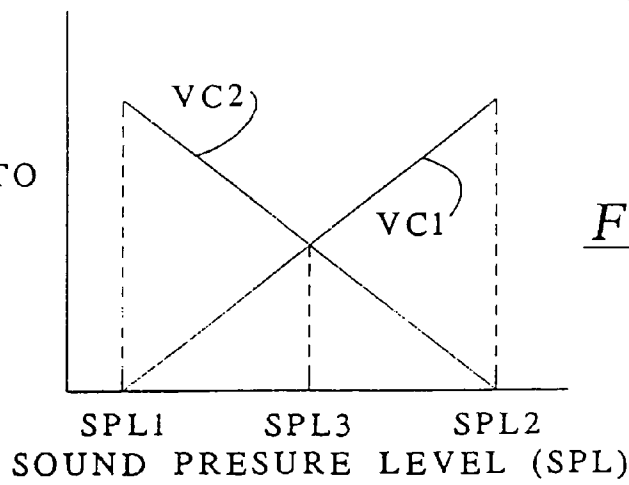 VC2
TO
VC1
F
SPL1 SPL3 SPL2
SOUND PRESURE LEVEL (SPL)